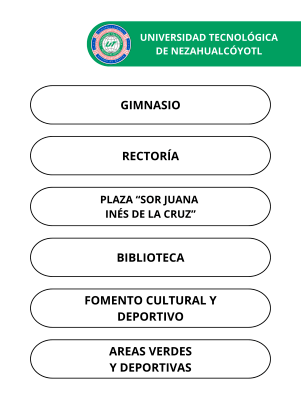 UNIVERSIDAD TECNOLÓGICA
DE NEZAHUALCÓYOTL
GIMNASIO
RECTORÍA
PLAZA “SOR JUANA
INÉS DE LA CRUZ”
BIBLIOTECA
FOMENTO CULTURAL Y
DEPORTIVO
AREAS VERDES
Y DEPORTIVAS